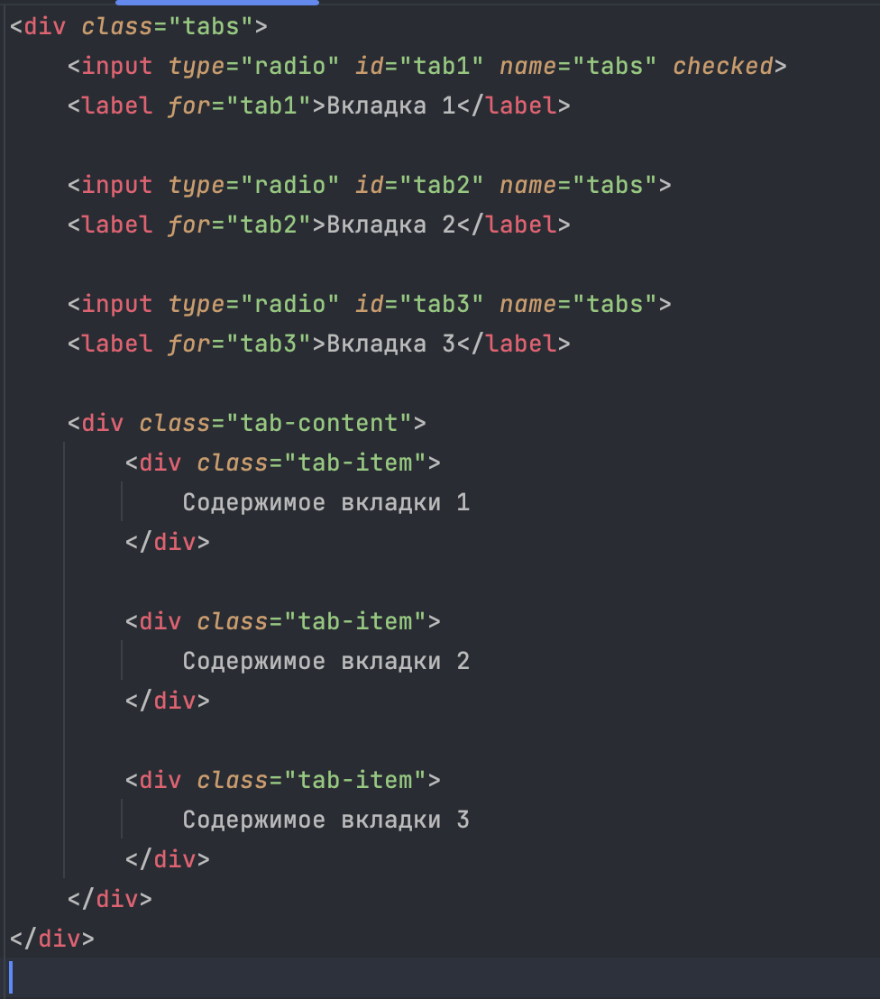 <div class="tabs">
    <input type="radio" id="tab1" name="tabs" checked>
    <label for="tab1">Вкладка 1</label>

    <input type="radio" id="tab2" name="tabs">
    <label for="tab2">Вкладка 2</label>

    <input type="radio" id="tab3" name="tabs">
    <label for="tab3">Вкладка 3</label>

    <div class="tab-content">
        <div class="tab-item">
            Содержимое вкладки 1
        </div>

        <div class="tab-item">
            Содержимое вкладки 2
        </div>

        <div class="tab-item">
            Содержимое вкладки 3
        </div>
    </div>
</div>